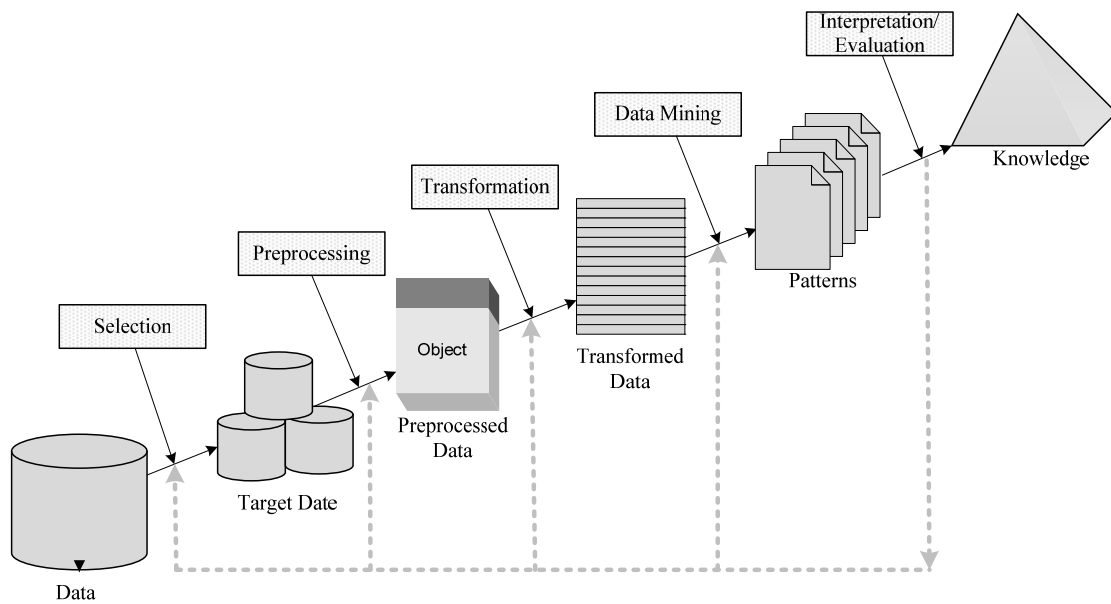 Interpretation/
Evaluation
Data Mining
Knowledge
Transformation
Patterns
Preprocessing
Selection
Object
Transformed
Data
Preprocessed
Data
Target Date
Data